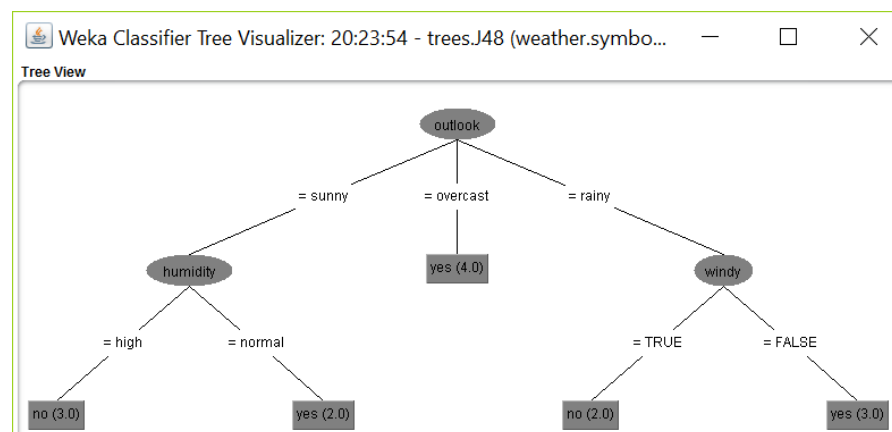 Weka Classifier Tree Visualizer: 20:23:54 - trees.J48 (weather.symbo...
Tree View
outlook
= sunny = overcast = rainy
humidity yes (4.0) windy
= high = normal = TRUE = FALSE
no (3.0) yes (2.0) no (2.0) yes (3.0)